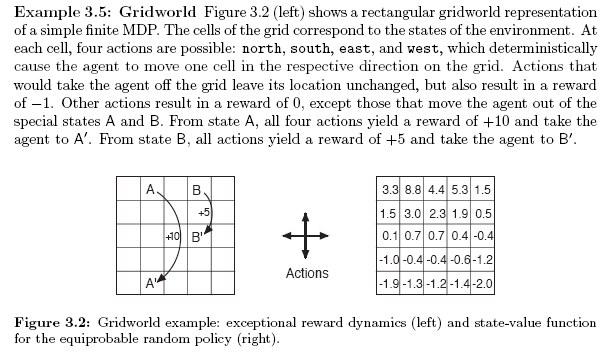 Example 3.5: Gridworld Figure 3.2 (left) shows a rectangular gridworld representation
of a simple finite MDP. The cells of the grid correspond to the states of the environment. At
each cell, four actions are possible: north, south, east, and west, which deterministically
cause the agent to move one cell in the respective direction on the grid. Actions that
would take the agent off the grid leave its location unchanged, but also result in a reward
of −1. Other actions result in a reward of 0, except those that move the agent out of the
special states A and B. From state A, all four actions yield a reward of +10 and take the
agent to A′. From state B, all actions yield a reward of +5 and take the agent to B′.
A B
+5
+10 B'
A'
Actions
3.3 8.8 4.4 5.3 1.5
1.5 3.0 2.3 1.9 0.5
0.1 0.7 0.7 0.4 -0.4
-1.0 -0.4 -0.4 -0.6 -1.2
-1.9 -1.3 -1.2 -1.4 -2.0
Figure 3.2: Gridworld example: exceptional reward dynamics (left) and state-value function
for the equiprobable random policy (right).